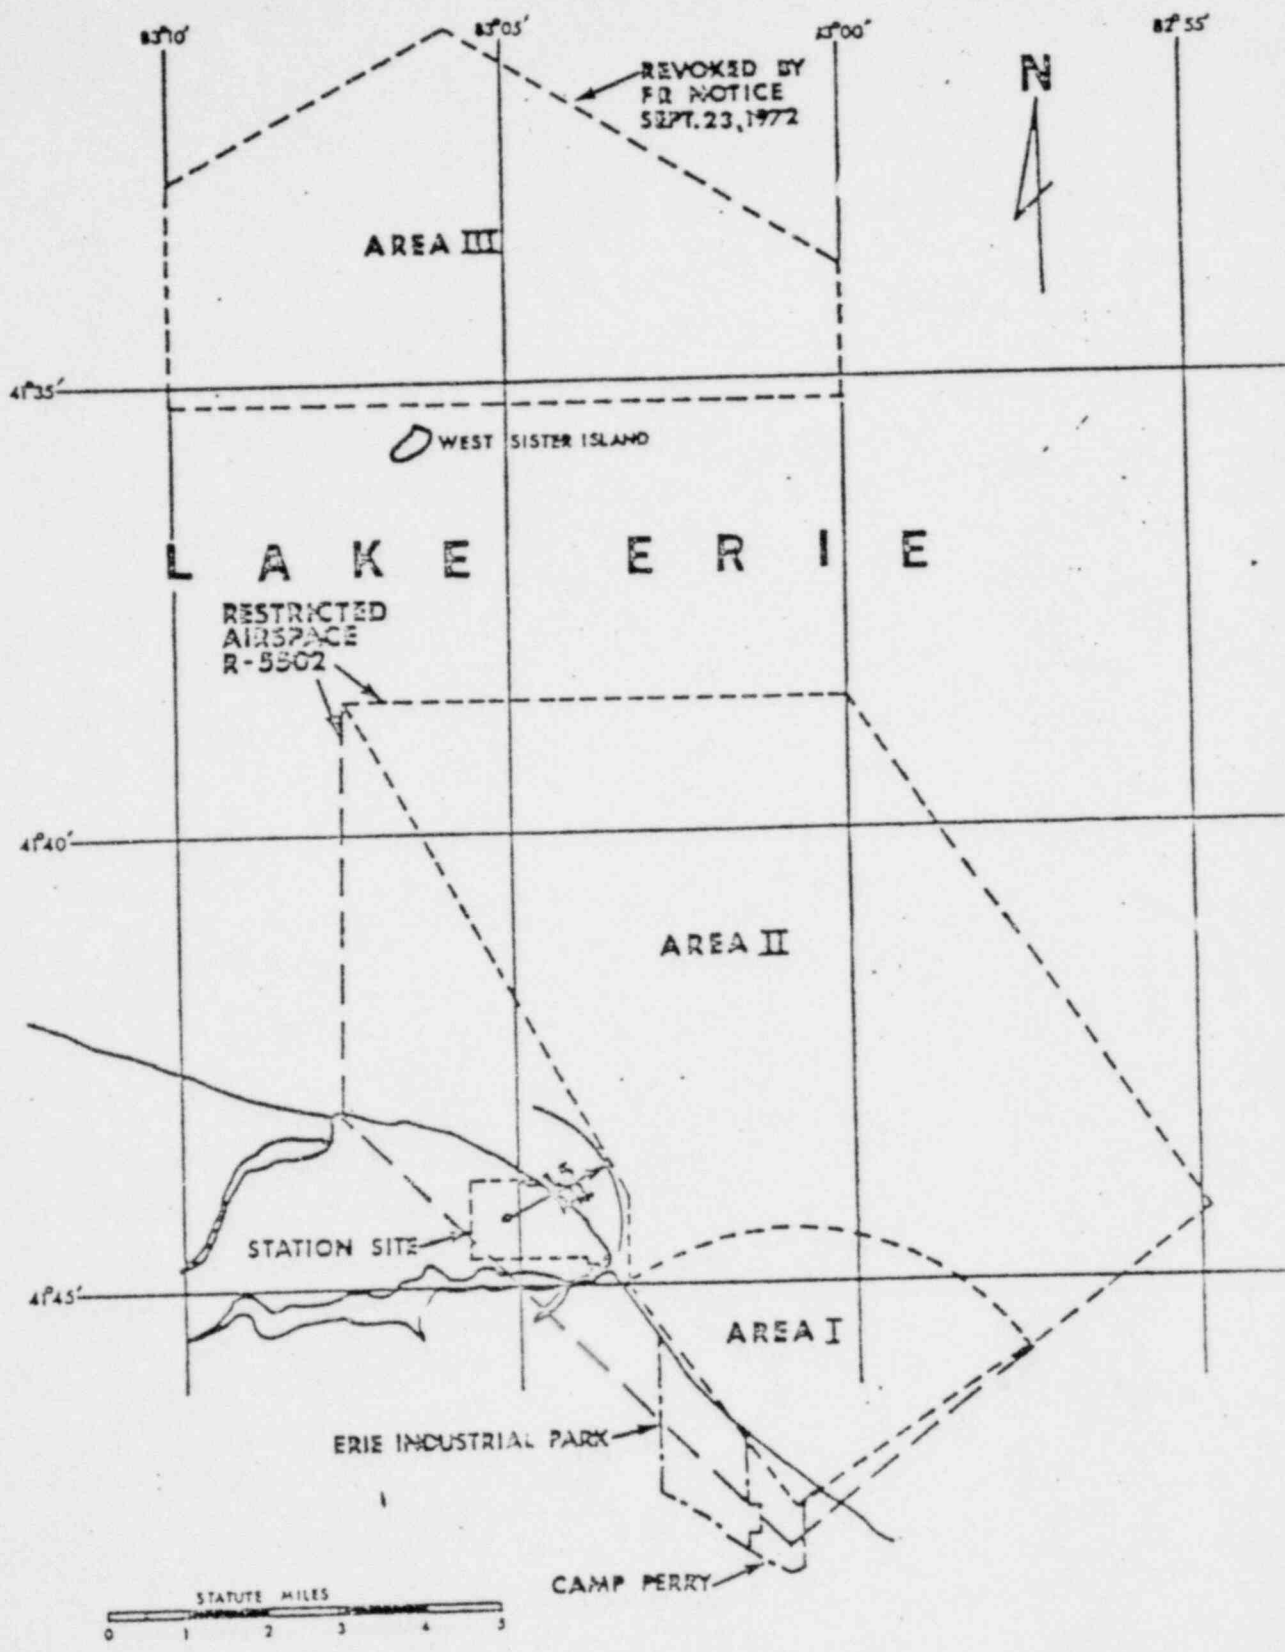 83°10'
83°05'
83°00'
82°55'
REVOKED BY
FR NOTICE
SEPT. 23, 1972
N
AREA III
41°35'
WEST SISTER ISLAND
LAKE ERIE
RESTRICTED
AIRSPACE
R-5502
41°40'
AREA II
STATION SITE
41°45'
AREA I
ERIE INDUSTRIAL PARK
CAMP PERRY
STATUTE MILES
0 1 2 3 4 5